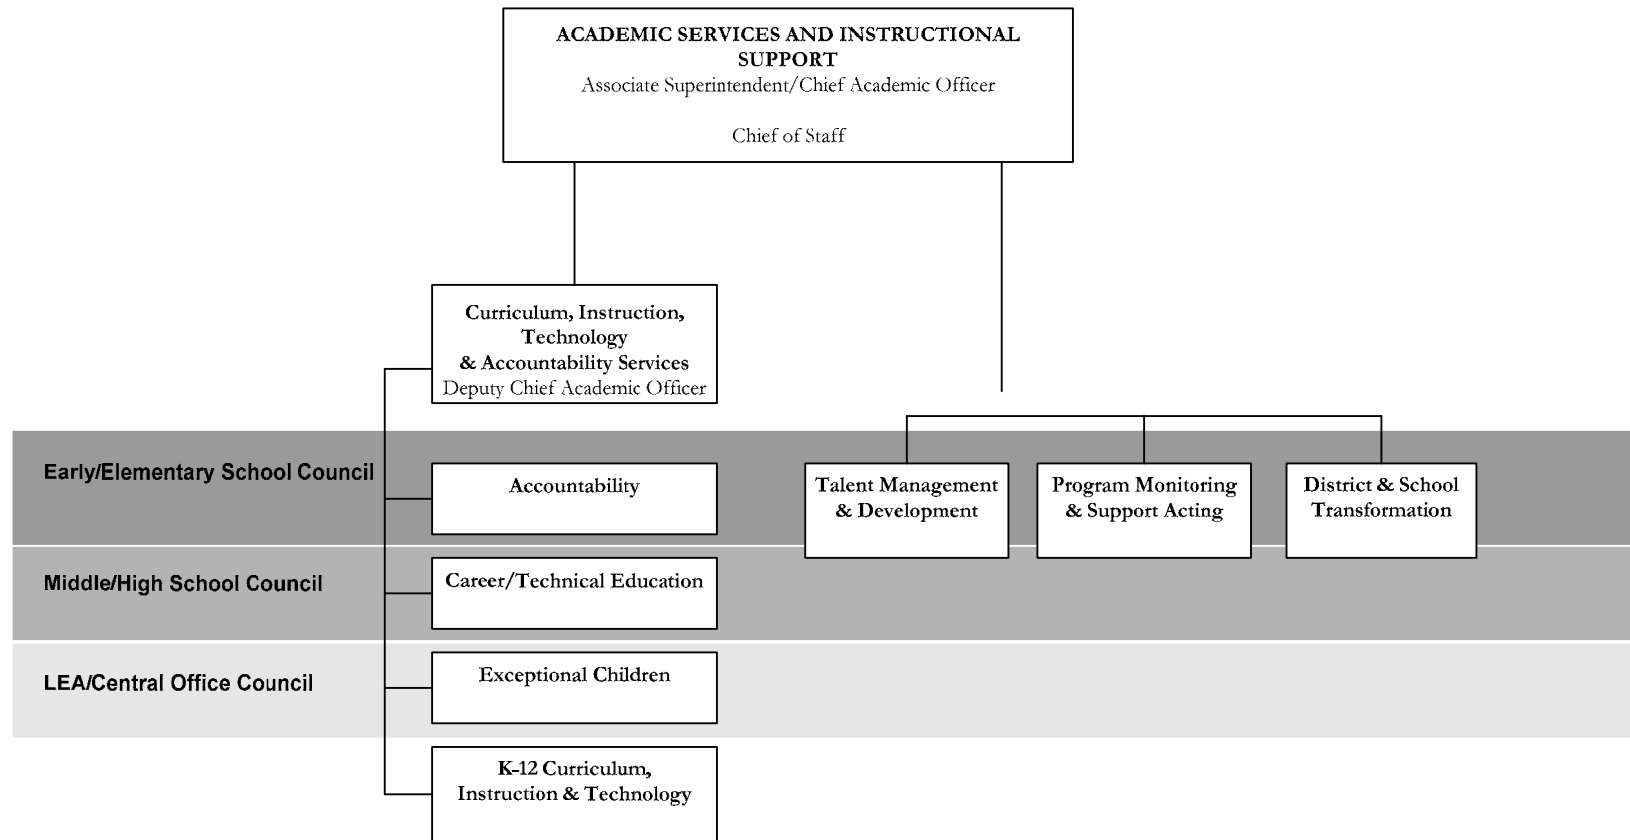 ACADEMIC SERVICES AND INSTRUCTIONAL
SUPPORT
Associate Superintendent/Chief Academic Officer
Chief of Staff
Curriculum, Instruction,
Technology
& Accountability Services
Deputy Chief Academic Officer
Early/Elementary School Council
Accountability
Talent Management
& Development
Program Monitoring
& Support Acting
District & School
Transformation
Middle/High School Council
Career/Technical Education
LEA/Central Office Council
Exceptional Children
K-12 Curriculum,
Instruction & Technology